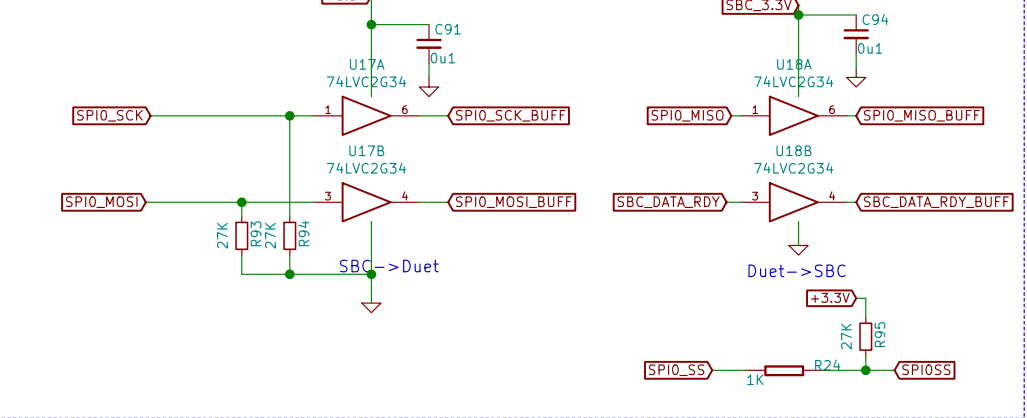 SBC_3.3V
C91
0u1
C94
0u1
U17A
74LVC2G34
U18A
74LVC2G34
SPI0_SCK
1
6
SPI0_SCK_BUFF
SPI0_MISO
1
6
SPI0_MISO_BUFF
U17B
74LVC2G34
U18B
74LVC2G34
SPI0_MOSI
3
4
SPI0_MOSI_BUFF
SBC_DATA_RDY
3
4
SBC_DATA_RDY_BUFF
27K
R93
27K
R94
SBC->Duet
Duet->SBC
+3.3V
27K
R95
SPI0_SS
1K
R24
SPI0SS